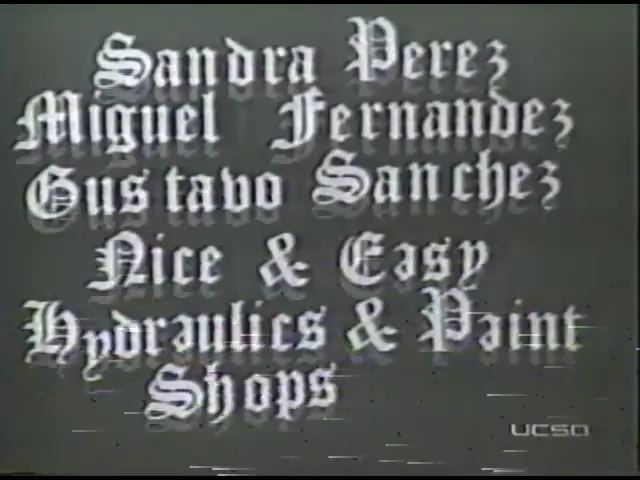 Sandra Perez
Miguel Fernandez
Gustavo Sanchez
Nice & Easy
Hydraulics & Paint
Shops
UCSD